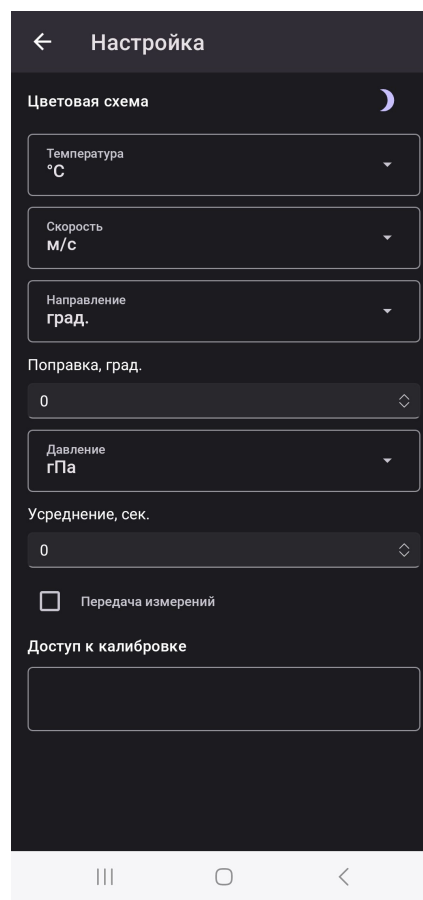 Настройка
Цветовая схема
Температура
°C
Скорость
м/с
Направление
град.
Поправка, град.
0
Давление
гПа
Усреднение, сек.
0
Передача измерений
Доступ к калибровке